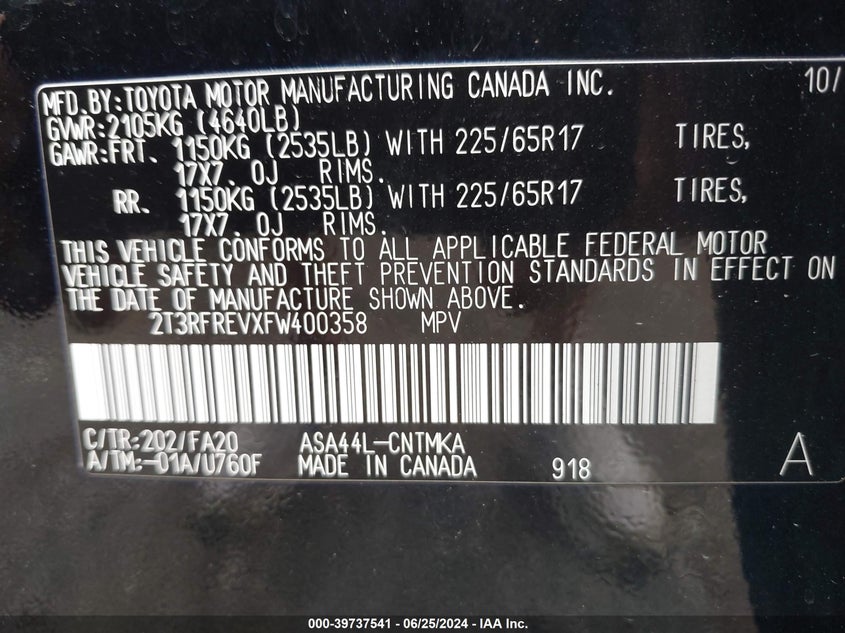 MFD.BY:TOYOTA MOTOR MANUFACTURING CANADA INC. 10/
GVWR:2105KG (4640LB)
GAWR:FRT. 1150KG (2535LB) WITH 225/65R17 TIRES,
17X7.0J RIMS.
RR. 1150KG (2535LB) WITH 225/65R17 TIRES,
17X7.0J RIMS.
THIS VEHICLE CONFORMS TO ALL APPLICABLE FEDERAL MOTOR
VEHICLE SAFETY AND THEFT PREVENTION STANDARDS IN EFFECT ON
THE DATE OF MANUFACTURE SHOWN ABOVE.
2T3RFREVXFW400358 MPV
C/TR:202/FA20 ASA44L-CNTMKA
A/TM:-01A/U760F MADE IN CANADA 918 A
000-39737541 - 06/25/2024 - IAA Inc.